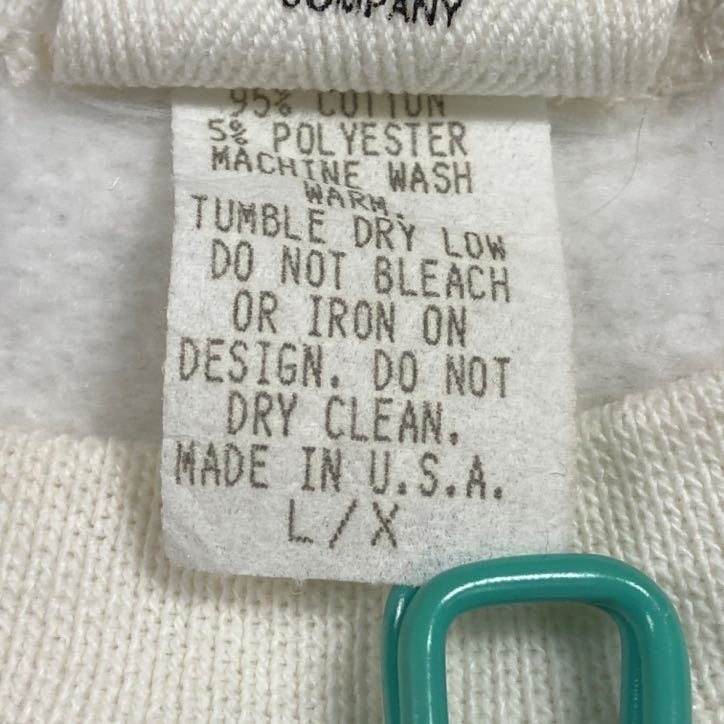 COMPANY
95% COTTON
5% POLYESTER
MACHINE WASH
WARM.
TUMBLE DRY LOW
DO NOT BLEACH
OR IRON ON
DESIGN. DO NOT
DRY CLEAN.
MADE IN U.S.A.
L/X